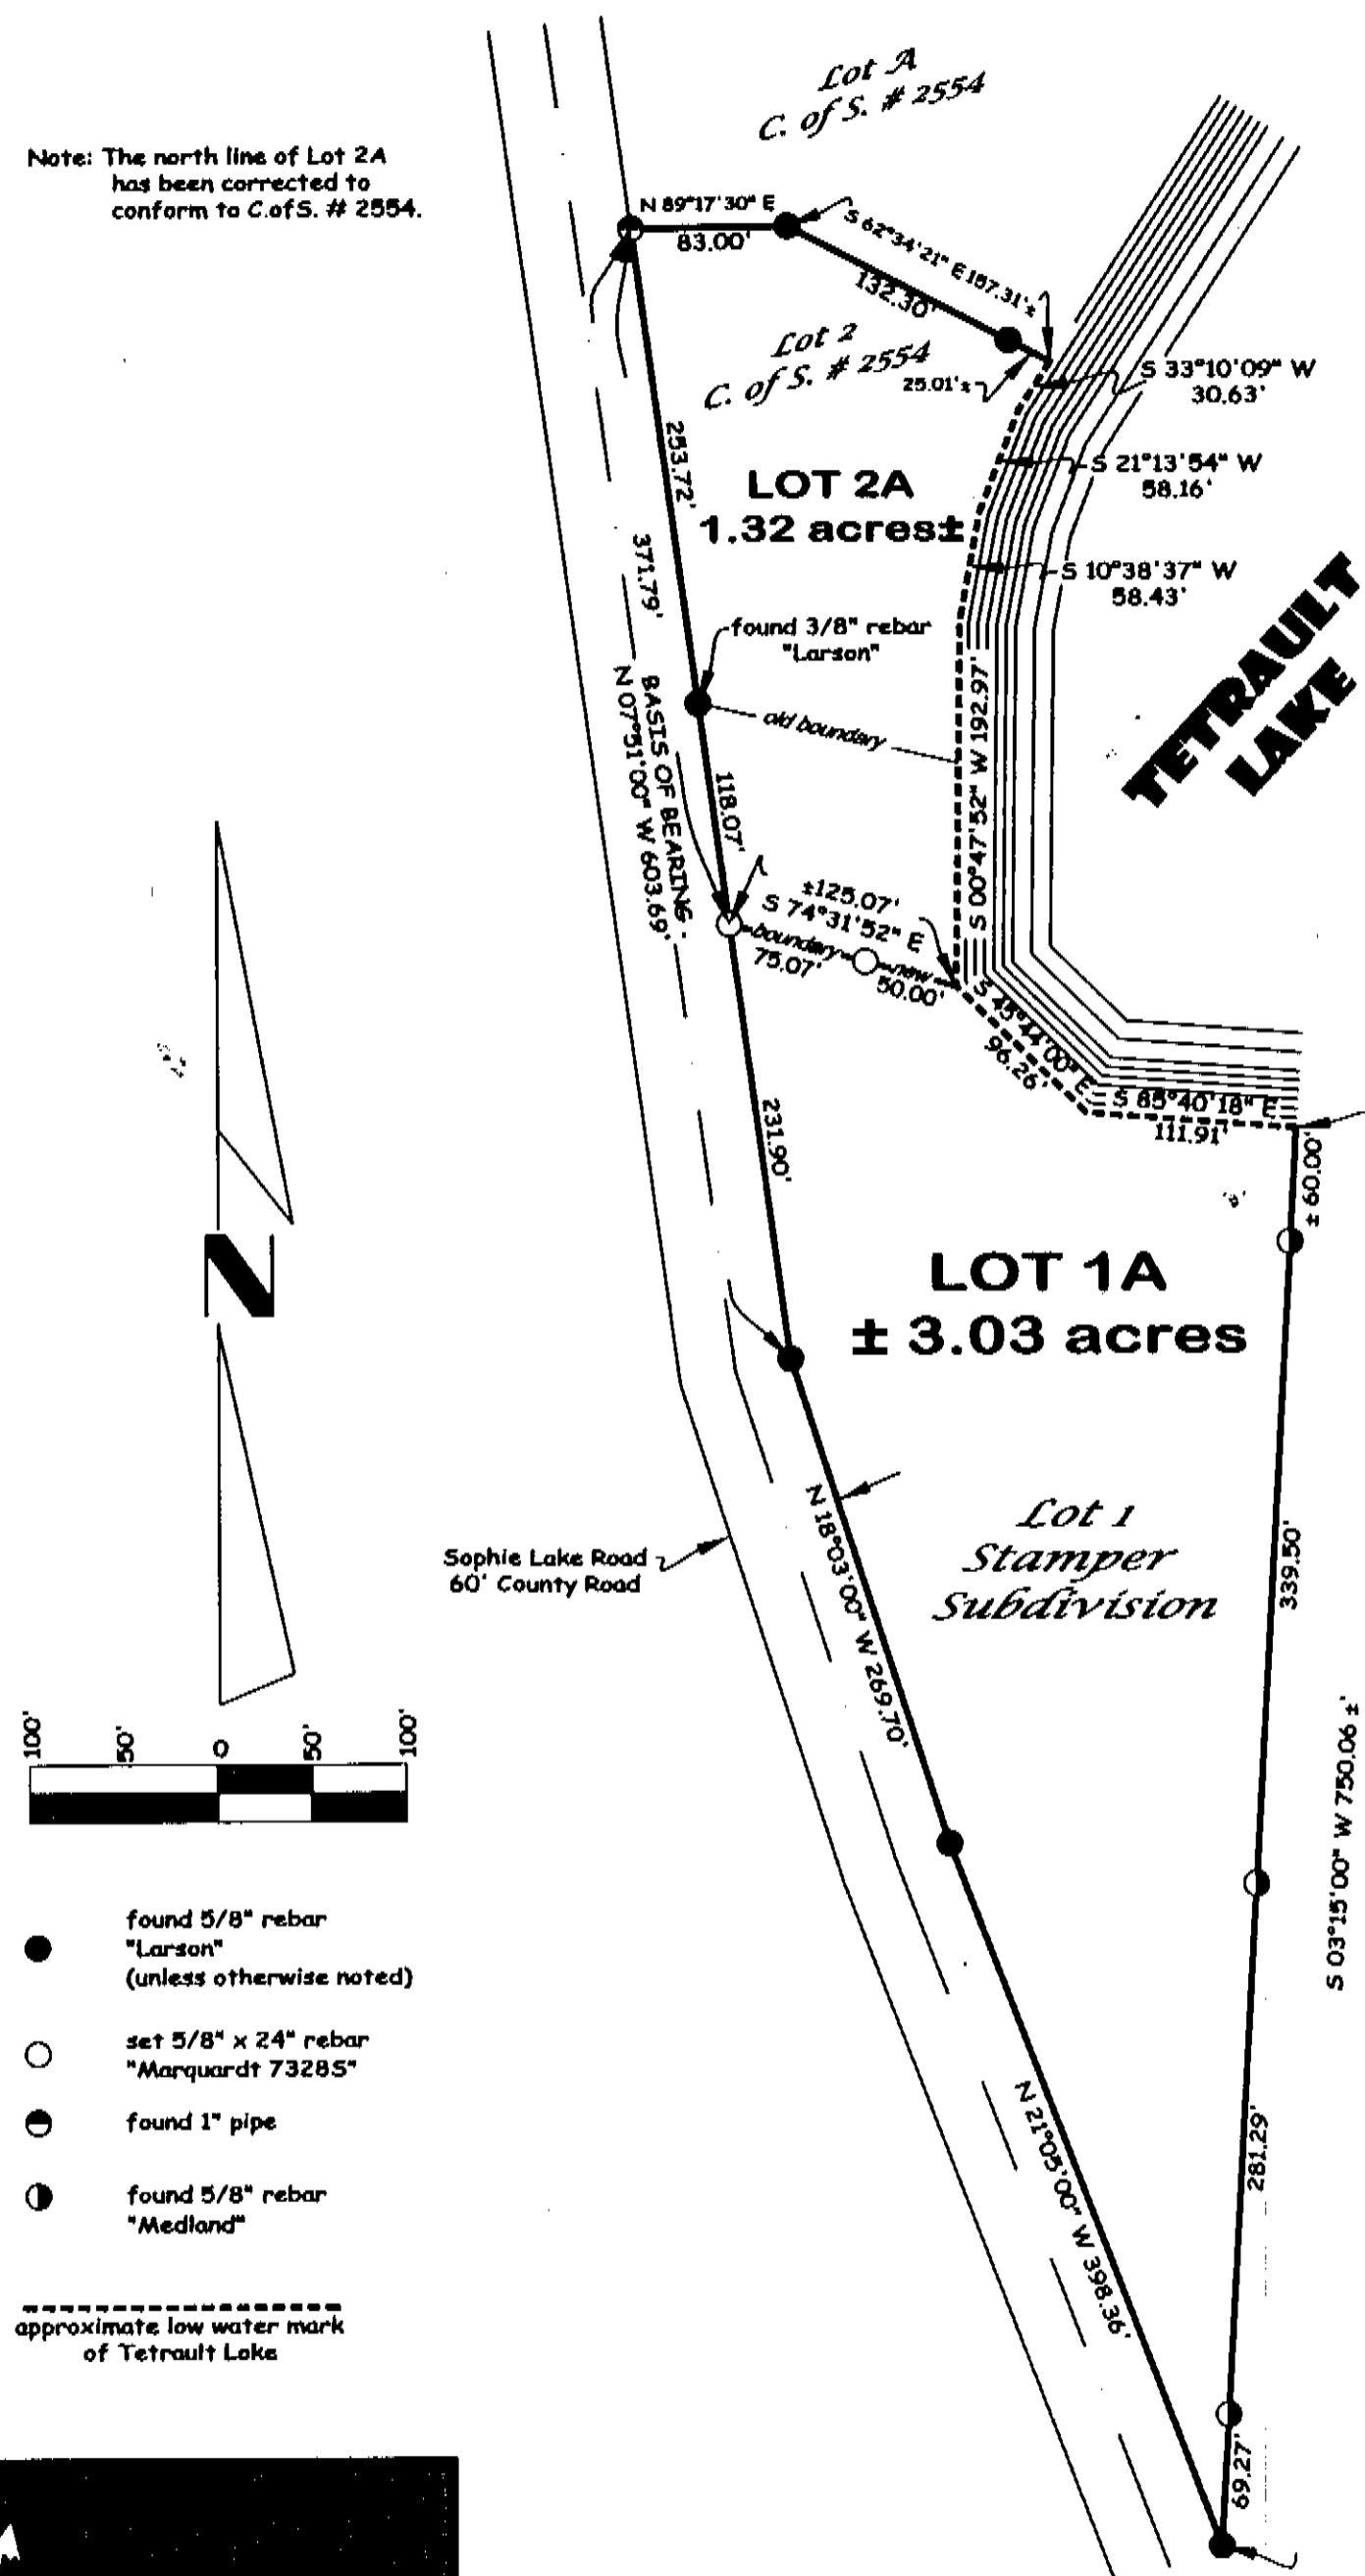 Lot A
C. of S. # 2554
Note: The north line of Lot 2A
has been corrected to
conform to C.ofS. # 2554.
N 89°17'30" E
83.00'
S 62°34'21" E 157.31'±
132.30'
Lot 2
C. of S. # 2554
25.01'±
S 33°10'09" W
30.63'
S 21°13'54" W
58.16'
S 10°38'37" W
58.43'
253.72'
LOT 2A
1.32 acres±
371.79'
found 3/8" rebar
"Larson"
TETRAULT
LAKE
old boundary
S 00°47'52" W 192.97'
BASIS OF BEARING
N 07°51'00" W 603.69'
118.07'
±125.07'
S 74°31'52" E
boundary
new
75.07'
50.00'
S 45°44'00" E
96.26'
S 85°40'18" E
111.91'
231.90'
± 60.00'
LOT 1A
± 3.03 acres
N
Lot 1
Stamper
Subdivision
Sophie Lake Road
60' County Road
N 18°03'00" W 269.70'
339.50'
S 03°15'00" W 750.06 ±'
100'
50'
0
50'
100'
found 5/8" rebar
"Larson"
(unless otherwise noted)
set 5/8" x 24" rebar
"Marquardt 7328S"
found 1" pipe
found 5/8" rebar
"Medland"
approximate low water mark
of Tetrault Lake
N 21°05'00" W 398.36'
281.29'
69.27'